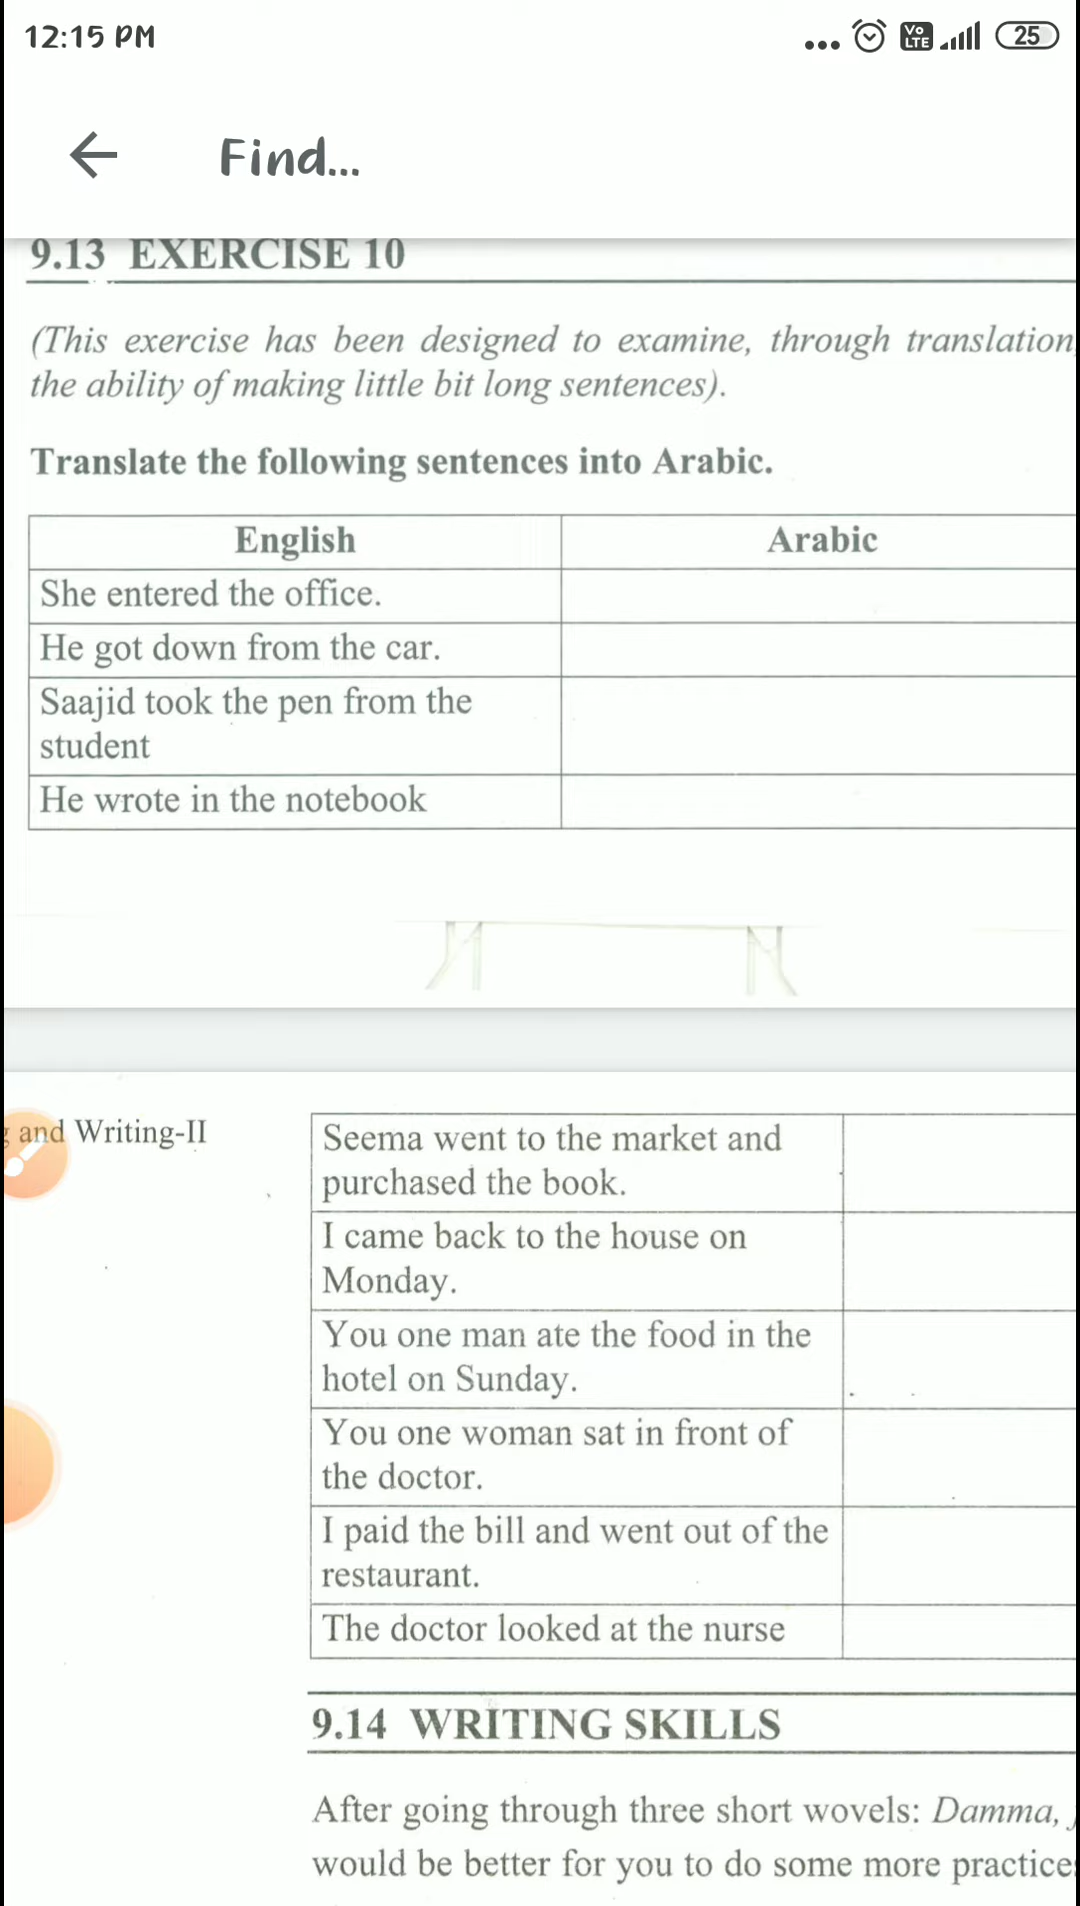 12:15 PM
Vo LTE 25
Find...
9.13 EXERCISE 10
(This exercise has been designed to examine, through translation,
the ability of making little bit long sentences).
Translate the following sentences into Arabic.
English Arabic
She entered the office.
He got down from the car.
Saajid took the pen from the
student
He wrote in the notebook
and Writing-II
Seema went to the market and
purchased the book.
I came back to the house on
Monday.
You one man ate the food in the
hotel on Sunday.
You one woman sat in front of
the doctor.
I paid the bill and went out of the
restaurant.
The doctor looked at the nurse
9.14 WRITING SKILLS
After going through three short wovels: Damma,
would be better for you to do some more practice